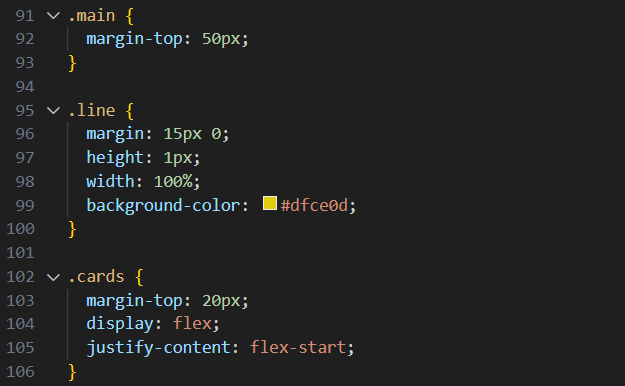 91 .main {
92 margin-top: 50px;
93 }
94
95 .line {
96 margin: 15px 0;
97 height: 1px;
98 width: 100%;
99 background-color: #dfce0d;
100 }
101
102 .cards {
103 margin-top: 20px;
104 display: flex;
105 justify-content: flex-start;
106 }